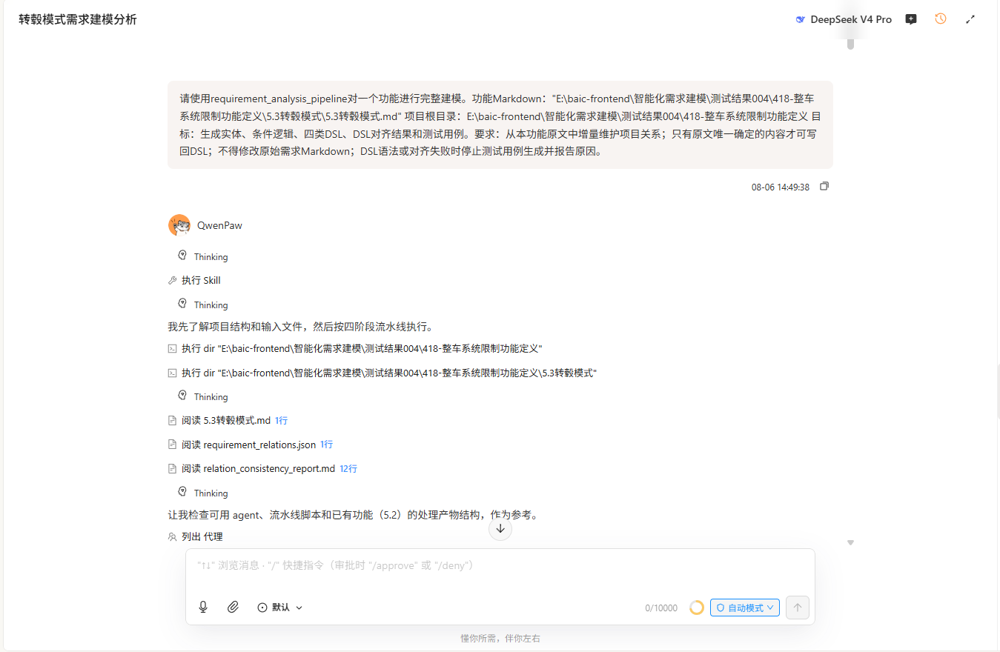 转毂模式需求建模分析
DeepSeek V4 Pro
请使用requirement_analysis_pipeline对一个功能进行完整建模。功能Markdown："E:\baic-frontend\智能化需求建模\测试结果004\418-整车
系统限制功能定义\5.3转毂模式\5.3转毂模式.md" 项目根目录：E:\baic-frontend\智能化需求建模\测试结果004\418-整车系统限制功能定义 目
标：生成实体、条件逻辑、四类DSL、DSL对齐结果和测试用例。要求：从本功能原文中增量维护项目关系；只有原文唯一确定的内容才可写
回DSL；不得修改原始需求Markdown；DSL语法或对齐失败时停止测试用例生成并报告原因。
08-06 14:49:38
QwenPaw
Thinking
执行 Skill
Thinking
我先了解项目结构和输入文件，然后按四阶段流水线执行。
执行 dir "E:\baic-frontend\智能化需求建模\测试结果004\418-整车系统限制功能定义"
执行 dir "E:\baic-frontend\智能化需求建模\测试结果004\418-整车系统限制功能定义\5.3转毂模式"
Thinking
阅读 5.3转毂模式.md 1行
阅读 requirement_relations.json 1行
阅读 relation_consistency_report.md 12行
Thinking
让我检查可用 agent、流水线脚本和已有功能（5.2）的处理产物结构，作为参考。
列出 代理
"↑↓" 浏览消息 · "/" 快捷指令（审批时 "/approve" 或 "/deny"）
默认
0/10000
自动模式
懂你所需，伴你左右